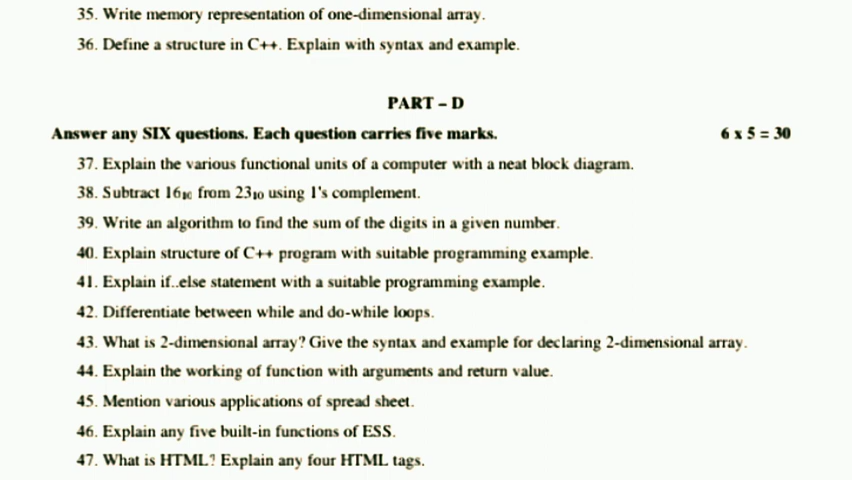 35. Write memory representation of one-dimensional array.
36. Define a structure in C++. Explain with syntax and example.
PART – D
Answer any SIX questions. Each question carries five marks. 6 x 5 = 30
37. Explain the various functional units of a computer with a neat block diagram.
38. Subtract 16₁₀ from 23₁₀ using 1's complement.
39. Write an algorithm to find the sum of the digits in a given number.
40. Explain structure of C++ program with suitable programming example.
41. Explain if..else statement with a suitable programming example.
42. Differentiate between while and do-while loops.
43. What is 2-dimensional array? Give the syntax and example for declaring 2-dimensional array.
44. Explain the working of function with arguments and return value.
45. Mention various applications of spread sheet.
46. Explain any five built-in functions of ESS.
47. What is HTML? Explain any four HTML tags.